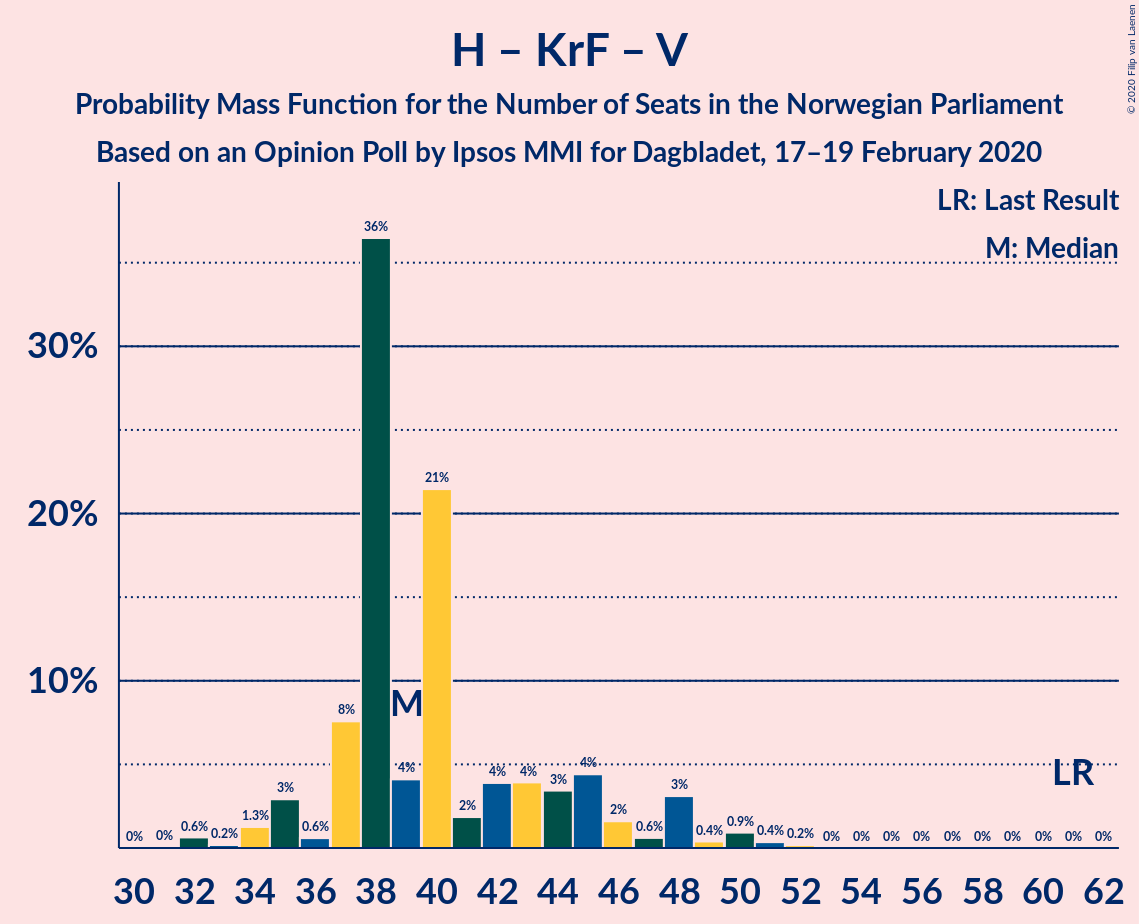 H – KrF – V
Probability Mass Function for the Number of Seats in the Norwegian Parliament
Based on an Opinion Poll by Ipsos MMI for Dagbladet, 17–19 February 2020
© 2020 Filip van Laenen
LR: Last Result
M: Median
30%
20%
10%
0% 0% 0.6% 0.2% 1.3% 3% 0.6% 8% 36% 4% 21% 2% 4% 4% 3% 4% 2% 0.6% 3% 0.4% 0.9% 0.4% 0.2% 0% 0% 0% 0% 0% 0% 0% 0% 0% 0%
M
LR
30 32 34 36 38 40 42 44 46 48 50 52 54 56 58 60 62